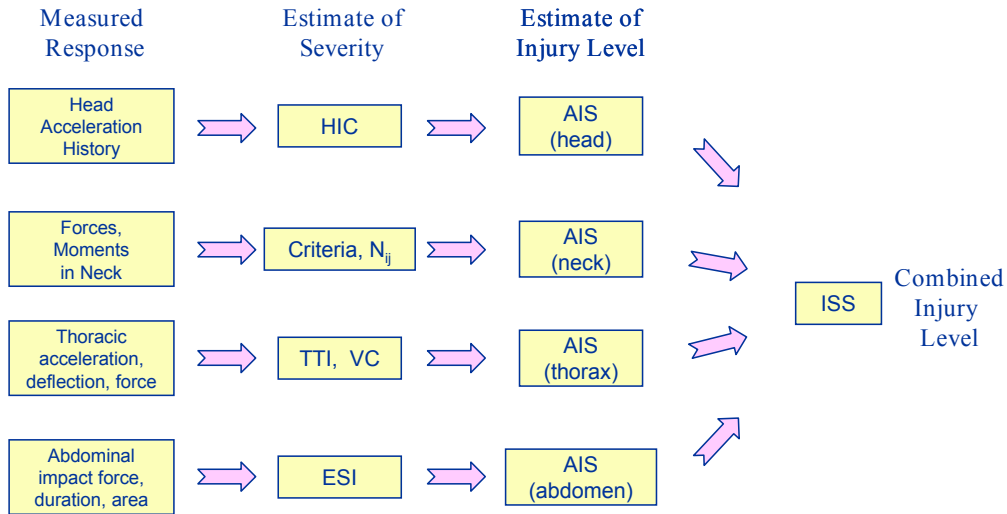 Measured
Response
Estimate of
Severity
Estimate of
Injury Level
Head
Acceleration
History
HIC
AIS
(head)
Forces,
Moments
in Neck
Criteria, Nij
AIS
(neck)
Thoracic
acceleration,
deflection, force
TTI, VC
AIS
(thorax)
Abdominal
impact force,
duration, area
ESI
AIS
(abdomen)
ISS
Combined
Injury
Level